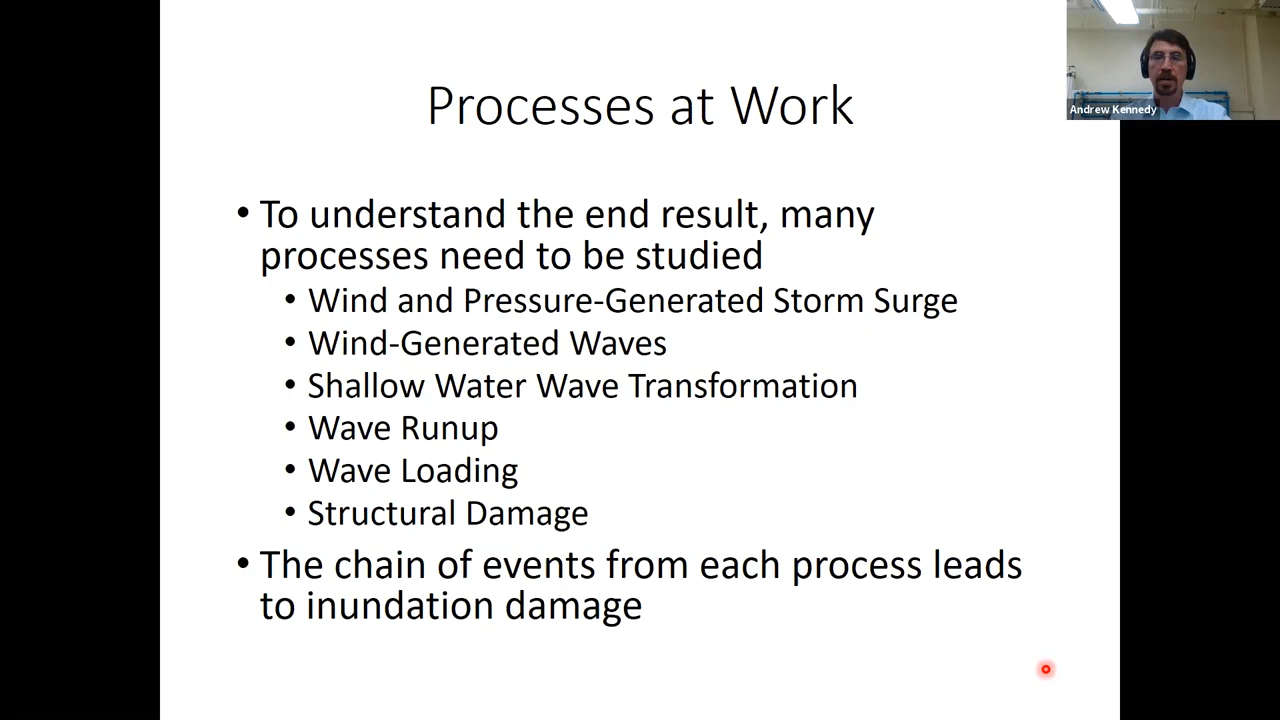 Processes at Work
Andrew Kennedy
• To understand the end result, many
processes need to be studied
• Wind and Pressure-Generated Storm Surge
• Wind-Generated Waves
• Shallow Water Wave Transformation
• Wave Runup
• Wave Loading
• Structural Damage
• The chain of events from each process leads
to inundation damage